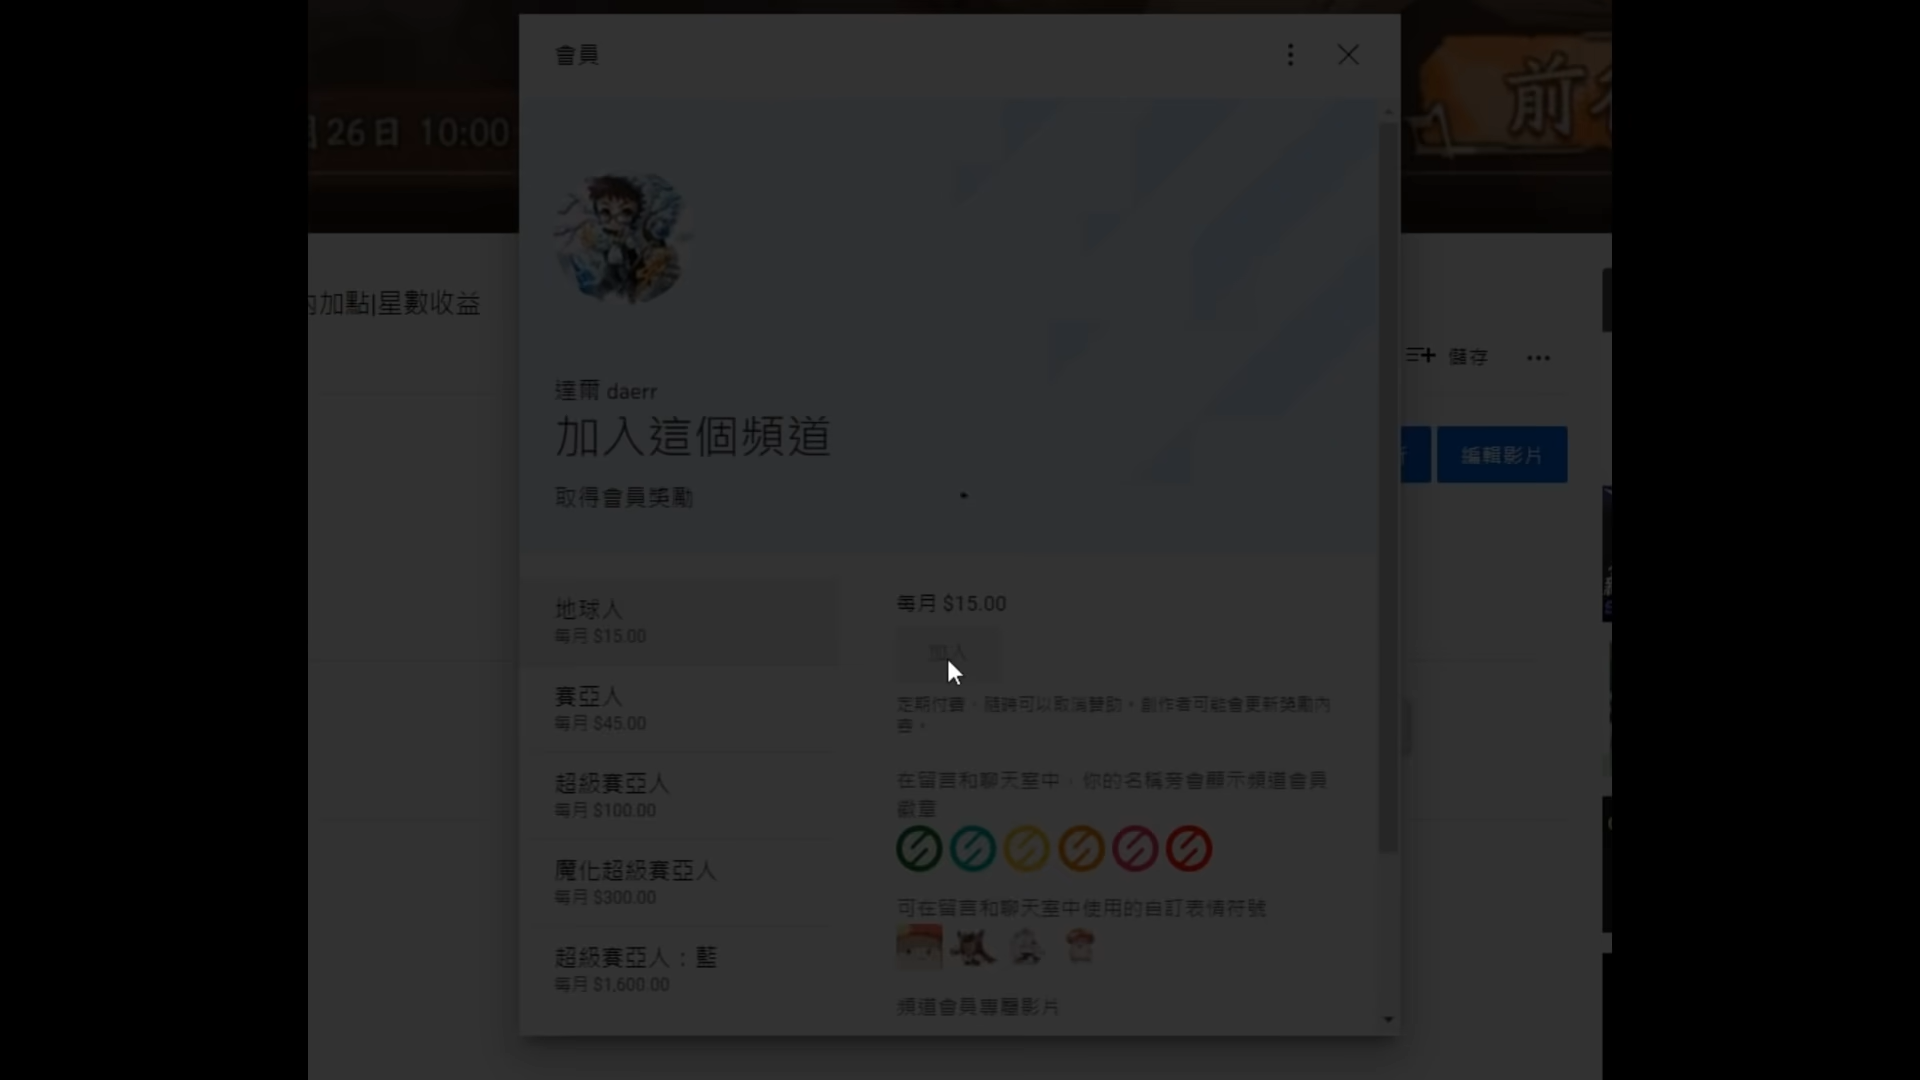 會員
26日 10:00
前
加點|星數收益
儲存
編輯影片
達爾 daerr
加入這個頻道
取得會員獎勵
地球人
每月 $15.00
賽亞人
每月 $45.00
超級賽亞人
每月 $100.00
魔化超級賽亞人
每月 $300.00
超級賽亞人：藍
每月 $1,600.00
每月 $15.00
加入
定期付費、隨時可以取消贊助。創作者可能會更新獎勵內
容。
在留言和聊天室中，你的名稱旁會顯示頻道會員
徽章
可在留言和聊天室中使用的自訂表情符號
頻道會員專屬影片